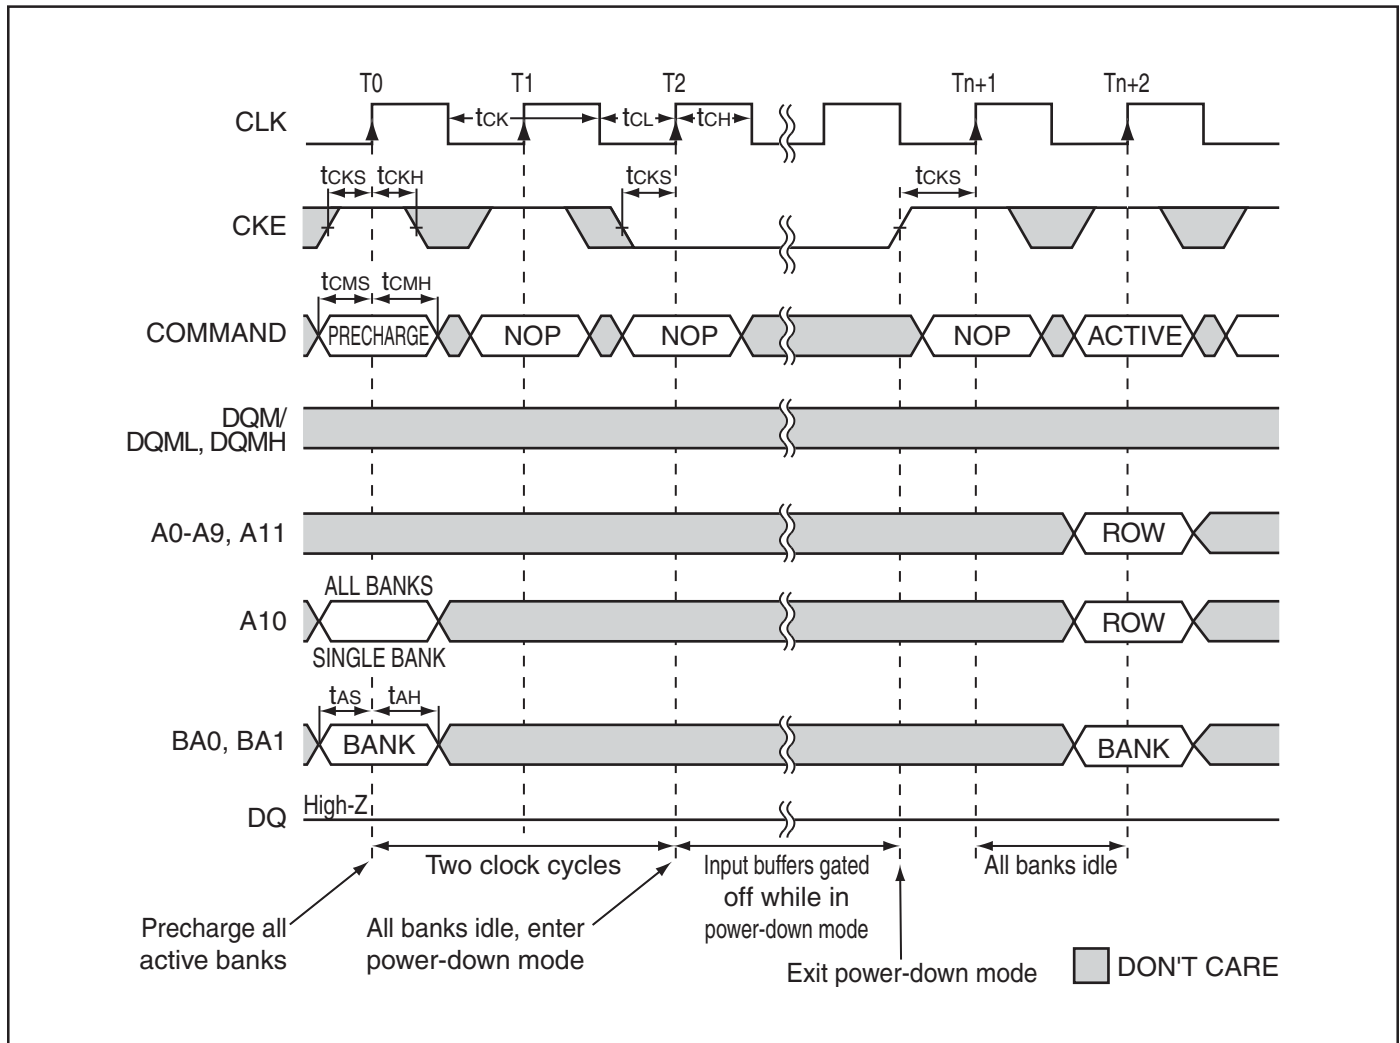 T0 T1 T2 Tn+1 Tn+2
CLK tCK tCL tCH
tCKS tCKH tCKS tCKS
CKE
tCMS tCMH
COMMAND PRECHARGE NOP NOP NOP ACTIVE
DQM/
DQML, DQMH
A0-A9, A11 ROW
ALL BANKS
A10 ROW
SINGLE BANK
tAS tAH
BA0, BA1 BANK BANK
DQ High-Z
Two clock cycles
Input buffers gated
off while in
power-down mode
All banks idle
Precharge all
active banks
All banks idle, enter
power-down mode
Exit power-down mode
DON'T CARE